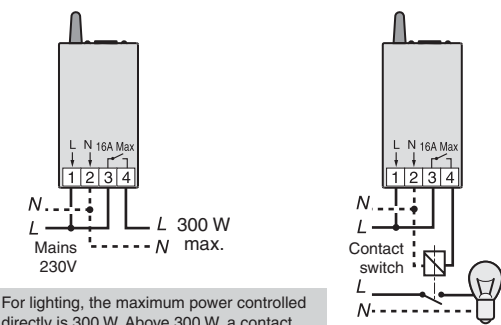 L N 16A Max
1 2 3 4
N
L
Mains
230V
L 300 W
N max.
For lighting, the maximum power controlled
directly is 300 W. Above 300 W, a contact
L N 16A Max
1 2 3 4
N
L
Contact
switch
L
N